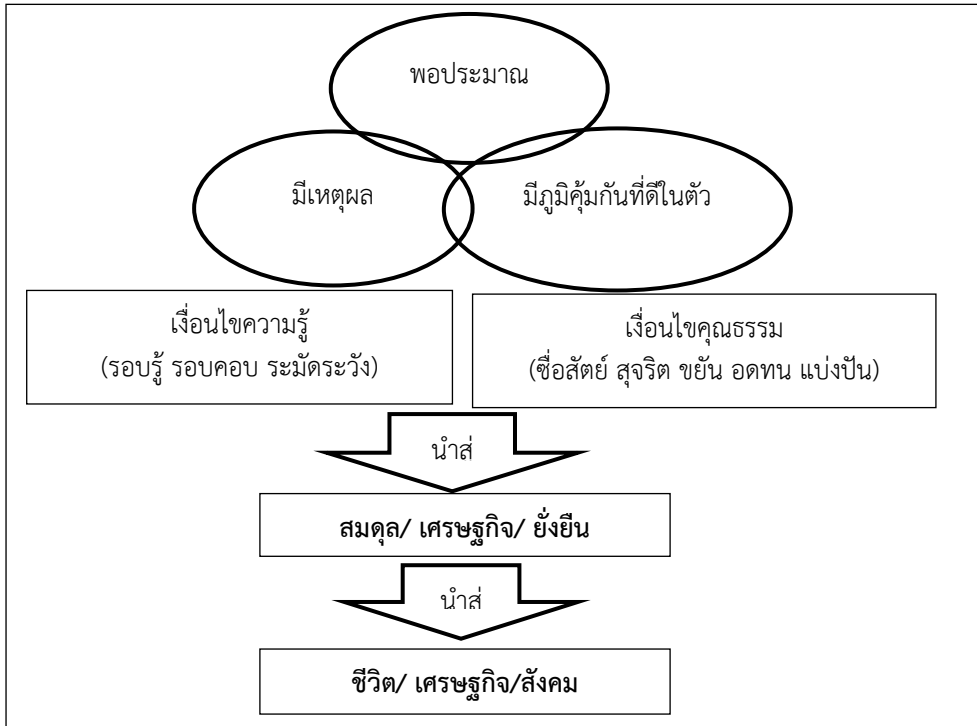 พอประมาณ
มีเหตุผล
มีภูมิคุ้มกันที่ดีในตัว
เงื่อนไขความรู้
(รอบรู้ รอบคอบ ระมัดระวัง)
เงื่อนไขคุณธรรม
(ซื่อสัตย์ สุจริต ขยัน อดทน แบ่งปัน)
นำส่
สมดุล/ เศรษฐกิจ/ ยั่งยืน
นำส่
ชีวิต/ เศรษฐกิจ/สังคม